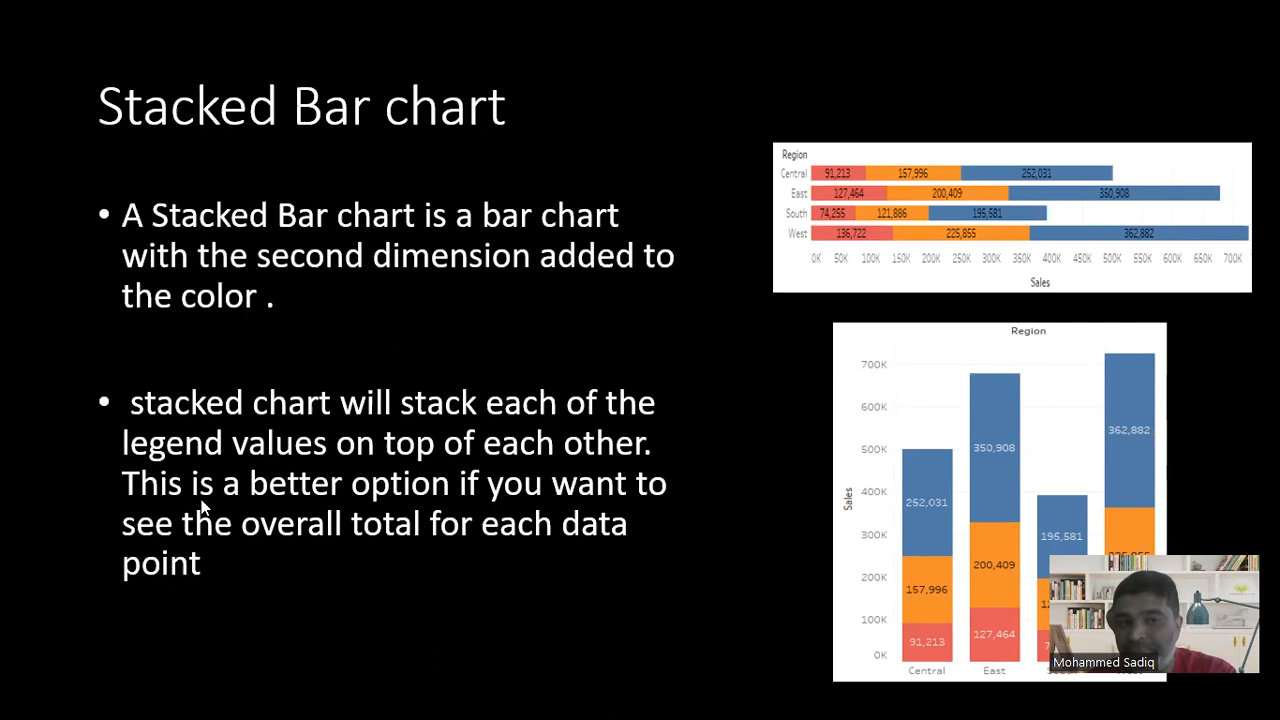 Stacked Bar chart
• A Stacked Bar chart is a bar chart
with the second dimension added to
the color .
• stacked chart will stack each of the
legend values on top of each other.
This is a better option if you want to
see the overall total for each data
point
Region
Central 91,213 157,996 252,031
East 127,464 200,409 350,908
South 74,255 121,886 195,581
West 136,722 225,855 362,882
0K 50K 100K 150K 200K 250K 300K 350K 400K 450K 500K 550K 600K 650K 700K
Sales
Region
700K
600K
500K
400K
300K
200K
100K
0K
Sales
362,882
350,908
252,031
195,581
200,409
157,996
127,464
91,213
Central East
Mohammed Sadiq